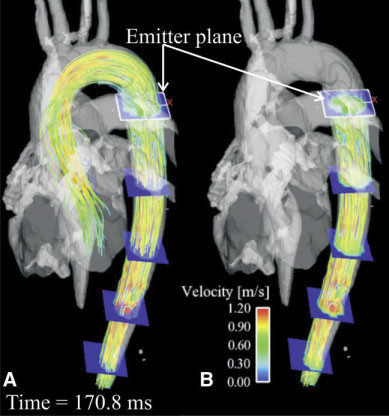 Emitter plane
Velocity [m/s]
1.20
0.90
0.60
0.30
0.00
A
B
Time = 170.8 ms